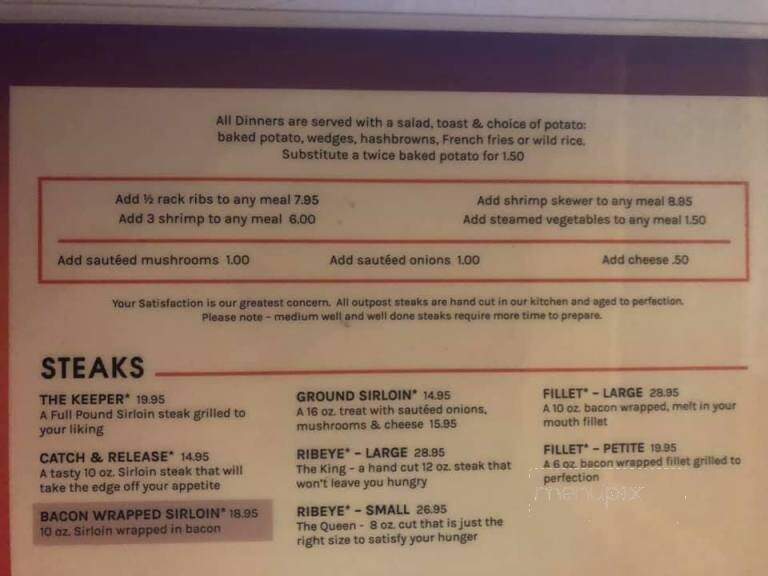 All Dinners are served with a salad, toast & choice of potato:
baked potato, wedges, hashbrowns, French fries or wild rice.
Substitute a twice baked potato for 1.50
Add ½ rack ribs to any meal 7.95
Add shrimp skewer to any meal 8.95
Add 3 shrimp to any meal 6.00
Add steamed vegetables to any meal 1.50
Add sautéed mushrooms 1.00
Add sautéed onions 1.00
Add cheese .50
Your Satisfaction is our greatest concern. All outpost steaks are hand cut in our kitchen and aged to perfection.
Please note – medium well and well done steaks require more time to prepare.
STEAKS
THE KEEPER* 19.95
A Full Pound Sirloin steak grilled to
your liking
CATCH & RELEASE* 14.95
A tasty 10 oz. Sirloin steak that will
take the edge off your appetite
BACON WRAPPED SIRLOIN* 18.95
10 oz. Sirloin wrapped in bacon
GROUND SIRLOIN* 14.95
A 16 oz. treat with sautéed onions,
mushrooms & cheese 15.95
RIBEYE* – LARGE 28.95
The King – a hand cut 12 oz. steak that
won't leave you hungry
RIBEYE* – SMALL 26.95
The Queen - 8 oz. cut that is just the
right size to satisfy your hunger
FILLET* – LARGE 28.95
A 10 oz. bacon wrapped, melt in your
mouth fillet
FILLET* – PETITE 19.95
A 6 oz. bacon wrapped fillet grilled to
perfection
menupix